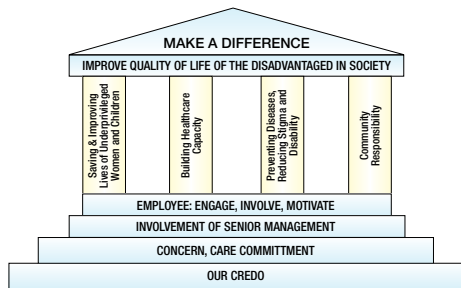 MAKE A DIFFERENCE
IMPROVE QUALITY OF LIFE OF THE DISADVANTAGED IN SOCIETY
Saving & Improving
Lives of Underprivileged
Women and Children
Building Healthcare
Capacity
Preventing Diseases,
Reducing Stigma and
Disability
Community
Responsibility
EMPLOYEE: ENGAGE, INVOLVE, MOTIVATE
INVOLVEMENT OF SENIOR MANAGEMENT
CONCERN, CARE COMMITTMENT
OUR CREDO